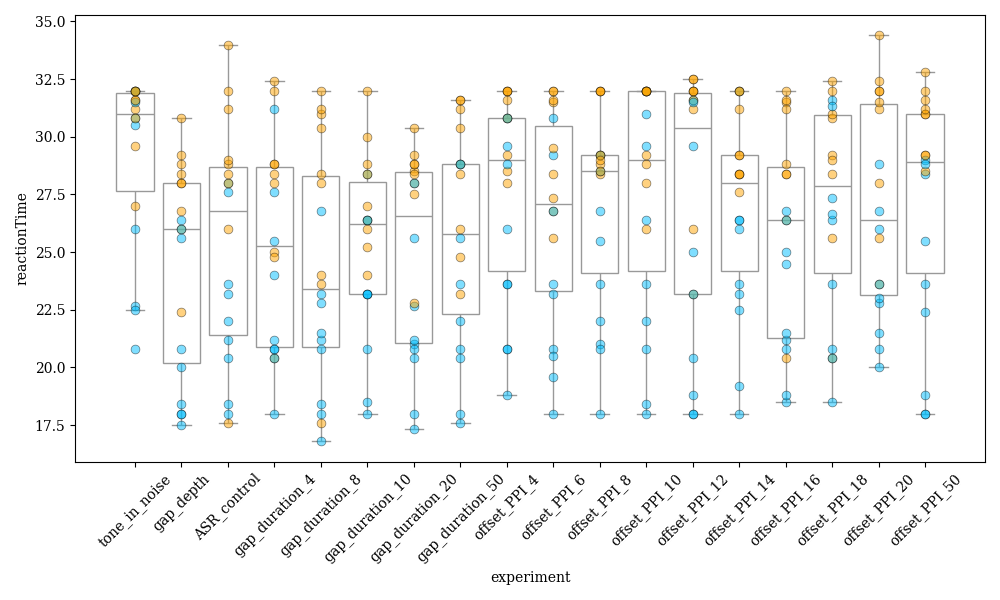 35.0
32.5
30.0
27.5
25.0
22.5
20.0
17.5
reactionTime
tone_in_noise
gap_depth
ASR_control
gap_duration_4
gap_duration_8
gap_duration_10
gap_duration_20
gap_duration_50
offset_PPI_4
offset_PPI_6
offset_PPI_8
offset_PPI_10
offset_PPI_12
offset_PPI_14
offset_PPI_16
offset_PPI_18
offset_PPI_20
offset_PPI_50
experiment